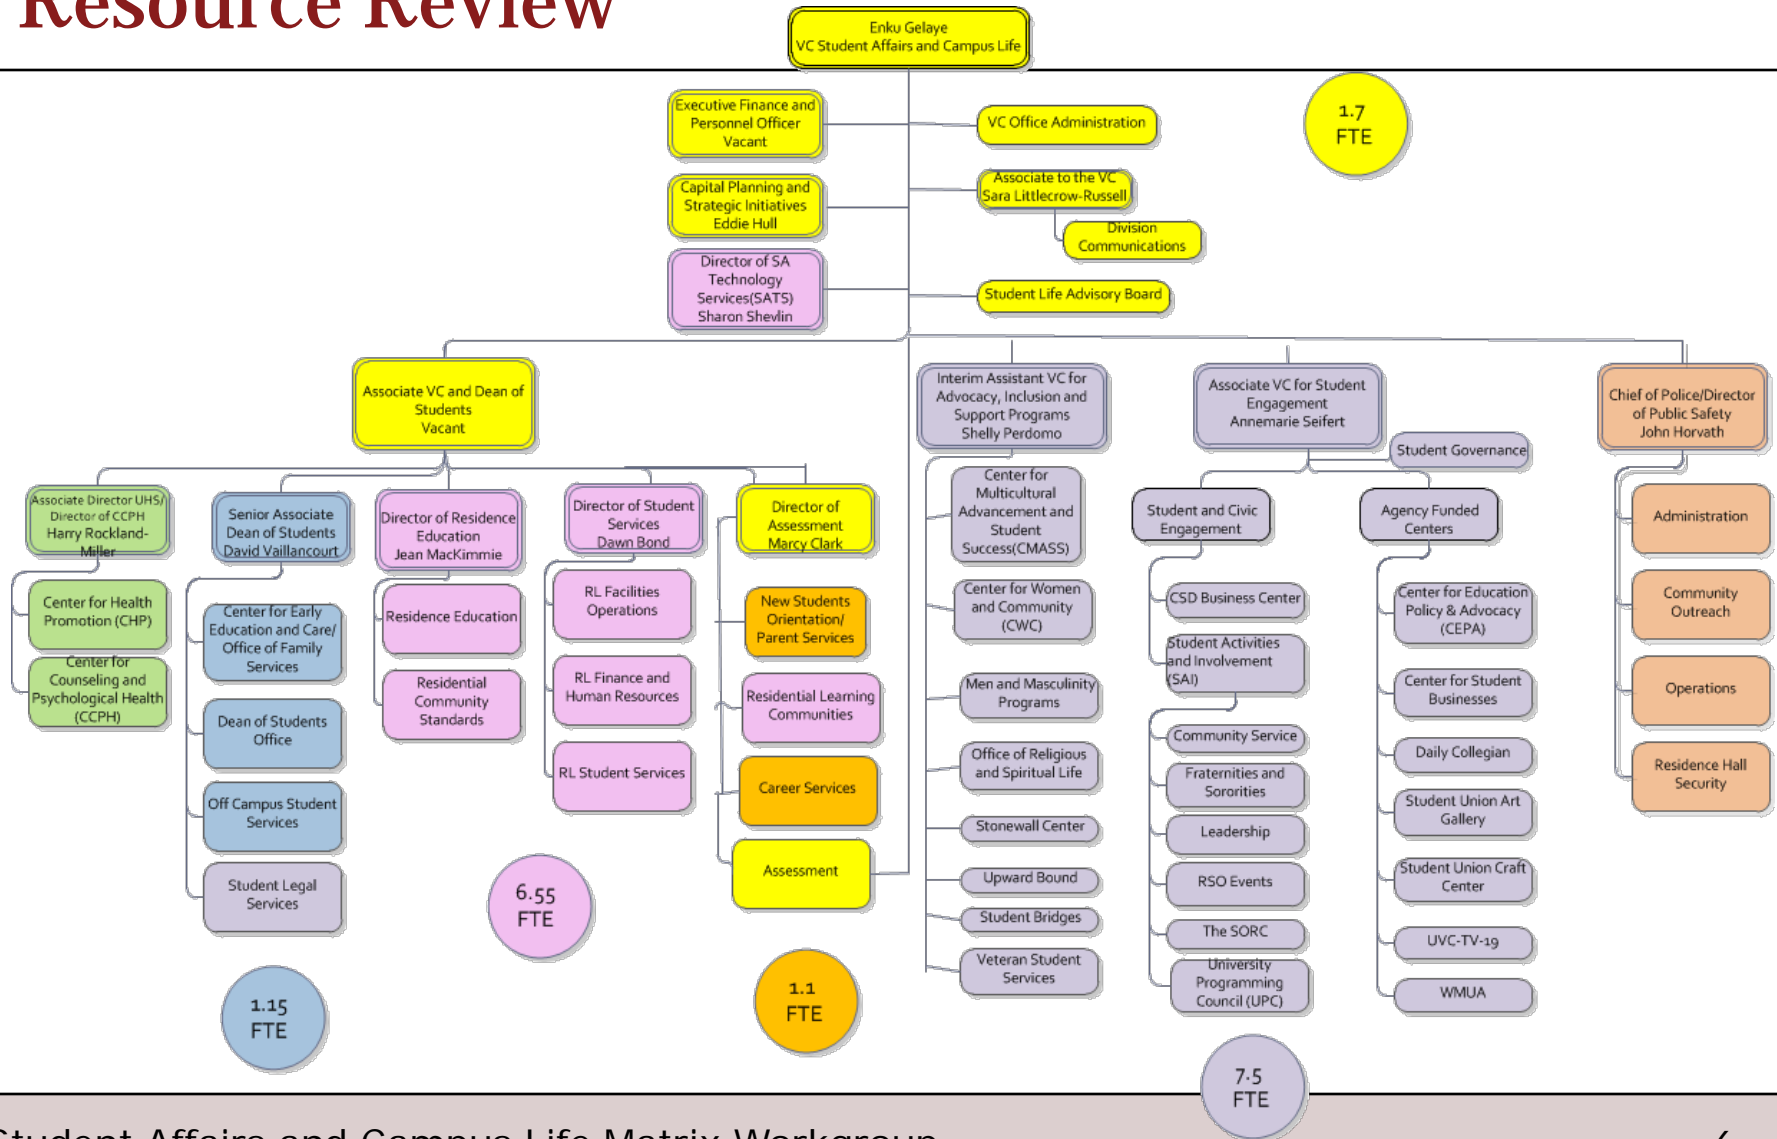 Resource Review
Enku Gelaye
VC Student Affairs and Campus Life
Executive Finance and
Personnel Officer
Vacant
VC Office Administration
1.7
FTE
Capital Planning and
Strategic Initiatives
Eddie Hull
Associate to the VC
Sara Littlecrow-Russell
Division
Communications
Director of SA
Technology
Services(SATS)
Sharon Shevlin
Student Life Advisory Board
Associate VC and Dean of
Students
Vacant
Interim Assistant VC for
Advocacy, Inclusion and
Support Programs
Shelly Perdomo
Associate VC for Student
Engagement
Annemarie Seifert
Student Governance
Chief of Police/Director
of Public Safety
John Horvath
Associate Director UHS/
Director of CCPH
Harry Rockland-
Miller
Center for Health
Promotion (CHP)
Center for
Counseling and
Psychological Health
(CCPH)
Senior Associate
Dean of Students
David Vaillancourt
Center for Early
Education and Care/
Office of Family
Services
Dean of Students
Office
Off Campus Student
Services
Student Legal
Services
1.15
FTE
Director of Residence
Education
Jean MacKimmie
Residence Education
Residential
Community
Standards
Director of Student
Services
Dawn Bond
RL Facilities
Operations
RL Finance and
Human Resources
RL Student Services
6.55
FTE
Director of
Assessment
Marcy Clark
New Students
Orientation/
Parent Services
Residential Learning
Communities
Career Services
Assessment
1.1
FTE
Center for
Multicultural
Advancement and
Student
Success(CMASS)
Center for Women
and Community
(CWC)
Men and Masculinity
Programs
Office of Religious
and Spiritual Life
Stonewall Center
Upward Bound
Student Bridges
Veteran Student
Services
Student and Civic
Engagement
CSD Business Center
Student Activities
and Involvement
(SAI)
Community Service
Fraternities and
Sororities
Leadership
RSO Events
The SORC
University
Programming
Council (UPC)
7.5
FTE
Agency Funded
Centers
Center for Education
Policy & Advocacy
(CEPA)
Center for Student
Businesses
Daily Collegian
Student Union Art
Gallery
Student Union Craft
Center
UVC-TV-19
WMUA
Administration
Community
Outreach
Operations
Residence Hall
Security
Student Affairs and Campus Life Matrix Workgroup